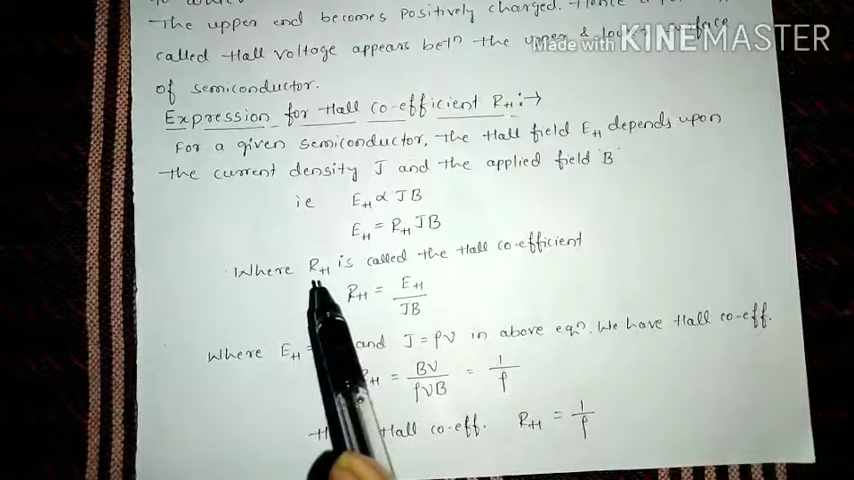 The upper end becomes positively charged. Hence a
called Hall voltage appears betn the upper &
of semiconductor.
Made with KINEMASTER
Expression for Hall co-efficient RH:→
For a given semiconductor, the Hall field EH depends upon
the current density J and the applied field 'B'
ie EH ∝ JB
EH = RH JB
Where RH is called the Hall co-efficient
RH = EH / JB
Where EH = and J = ρv in above eqn. We have Hall co-eff.
= Bv / ρvB = 1 / ρ
Hall co-eff. RH = 1 / ρ